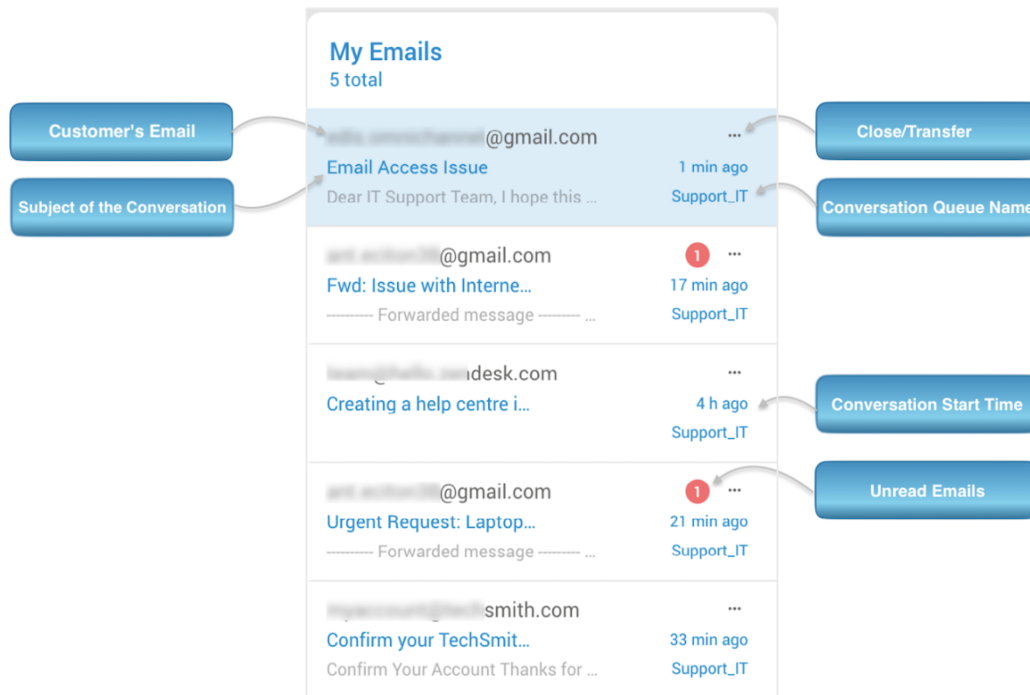 My Emails
5 total
Customer's Email
@gmail.com
···
Close/Transfer
Email Access Issue
1 min ago
Subject of the Conversation
Dear IT Support Team, I hope this ...
Support_IT
Conversation Queue Name
@gmail.com
1
···
Fwd: Issue with Interne...
17 min ago
---------- Forwarded message --------- ...
Support_IT
desk.com
···
Creating a help centre i...
4 h ago
Conversation Start Time
Support_IT
@gmail.com
1
···
Unread Emails
Urgent Request: Laptop...
21 min ago
---------- Forwarded message --------- ...
Support_IT
smith.com
···
Confirm your TechSmit...
33 min ago
Confirm Your Account Thanks for ...
Support_IT